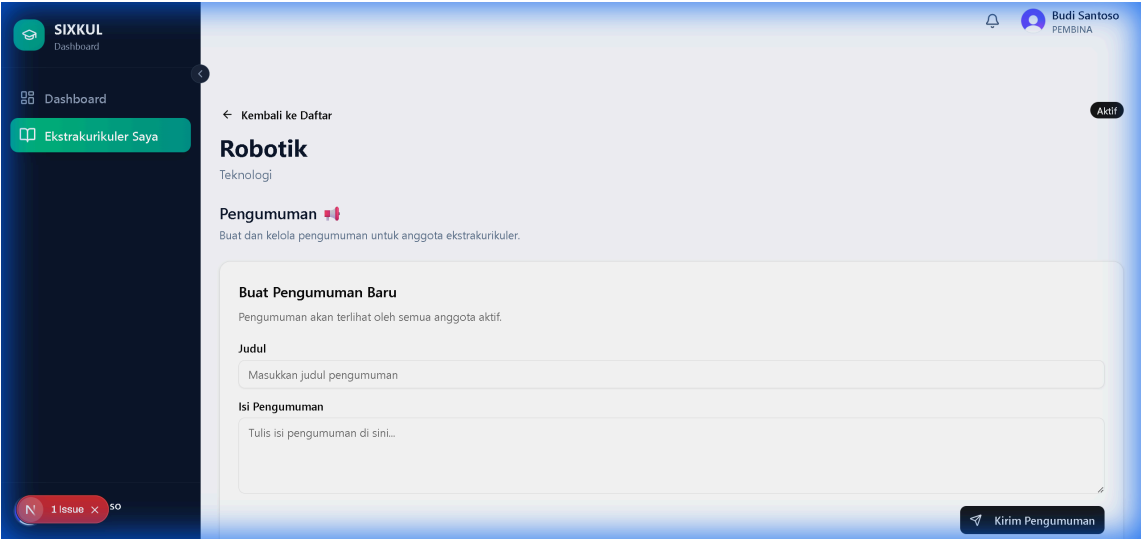 SIXKUL
Dashboard
Budi Santoso
PEMBINA
Dashboard
Ekstrakurikuler Saya
Kembali ke Daftar
Aktif
Robotik
Teknologi
Pengumuman
Buat dan kelola pengumuman untuk anggota ekstrakurikuler.
Buat Pengumuman Baru
Pengumuman akan terlihat oleh semua anggota aktif.
Judul
Masukkan judul pengumuman
Isi Pengumuman
Tulis isi pengumuman di sini...
N 1 Issue ×
so
Kirim Pengumuman